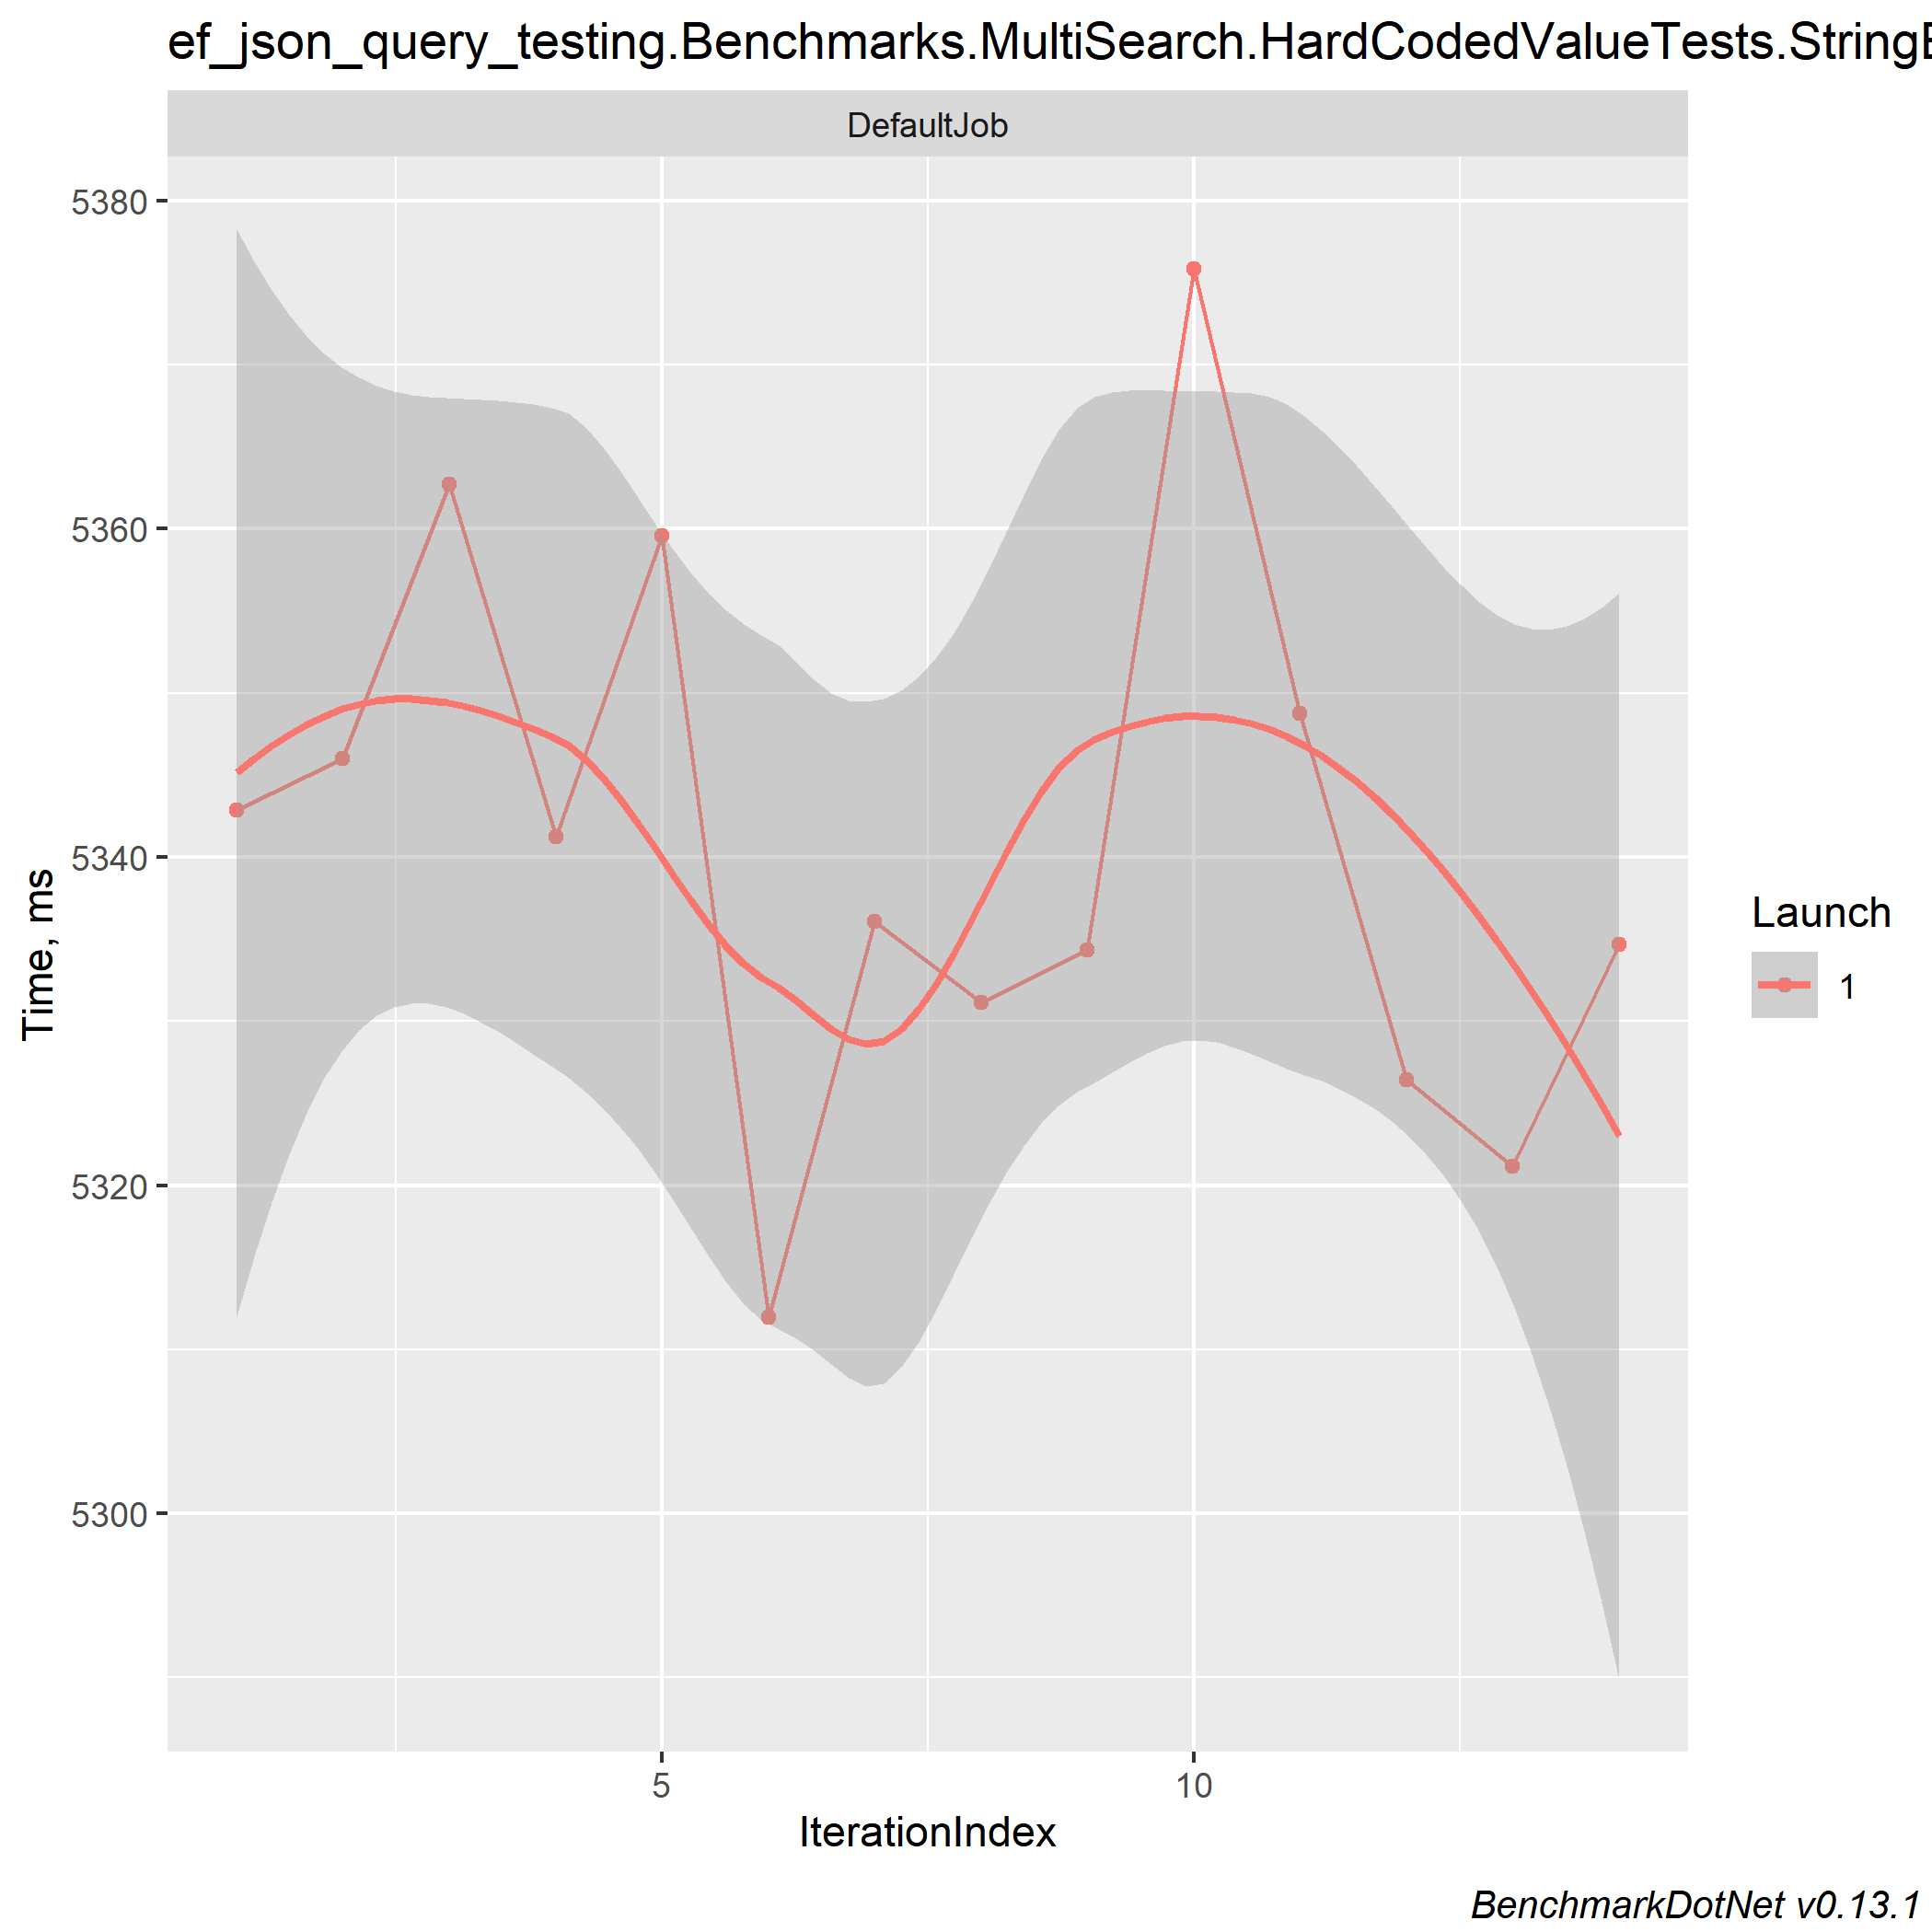 ef_json_query_testing.Benchmarks.MultiSearch.HardCodedValueTests.StringE
DefaultJob
5380
5360
5340
5320
5300
Time, ms
5
10
IterationIndex
Launch
1
BenchmarkDotNet v0.13.1